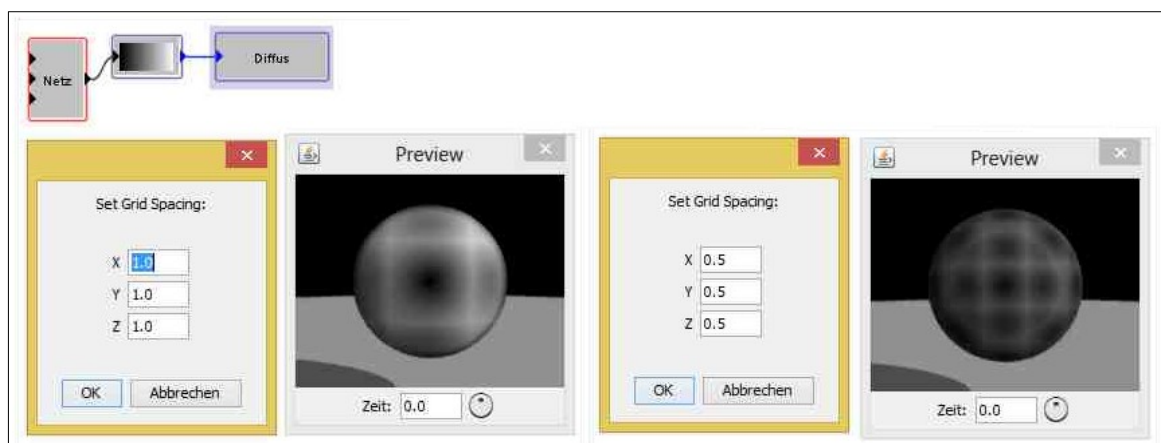 Netz
Diffus
Set Grid Spacing:
X 1.0
Y 1.0
Z 1.0
OK Abbrechen
Preview
Zeit: 0.0
Set Grid Spacing:
X 0.5
Y 0.5
Z 0.5
OK Abbrechen
Preview
Zeit: 0.0